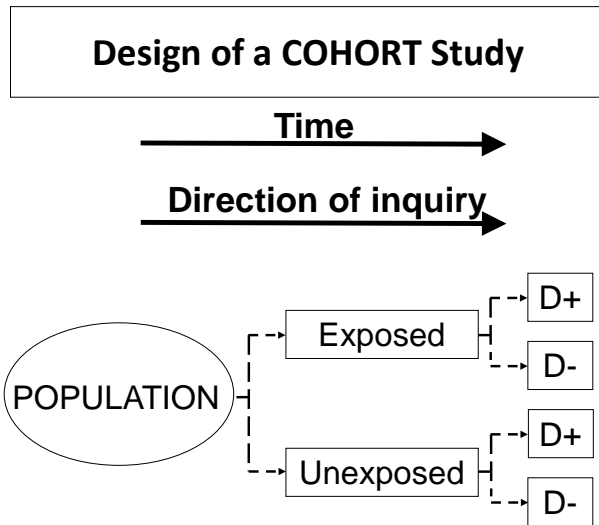 Design of a COHORT Study
Time
Direction of inquiry
POPULATION
Exposed
D+
D-
Unexposed
D+
D-